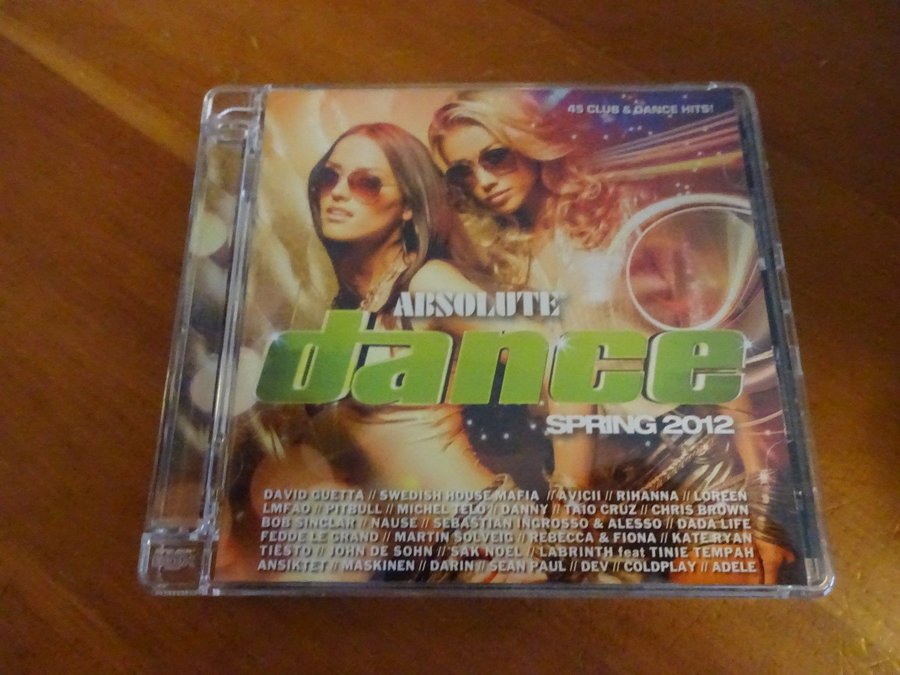 45 CLUB & DANCE HITS!
ABSOLUTE
dance
SPRING 2012
DAVID GUETTA // SWEDISH HOUSE MAFIA // AVICII // RIHANNA // LOREEN
LMFAO // PITBULL // MICHEL TELO // DANNY // TAIO CRUZ // CHRIS BROWN
BOB SINCLAR // NAUSE // SEBASTIAN INGROSSO & ALESSO // DADA LIFE
FEDDE LE GRAND // MARTIN SOLVEIG // REBECCA & FIONA // KATE RYAN
TIËSTO // JOHN DE SOHN // SAK NOEL // LABRINTH feat TINIE TEMPAH
ANSIKTET // MASKINEN // DARIN // SEAN PAUL // DEV // COLDPLAY // ADELE